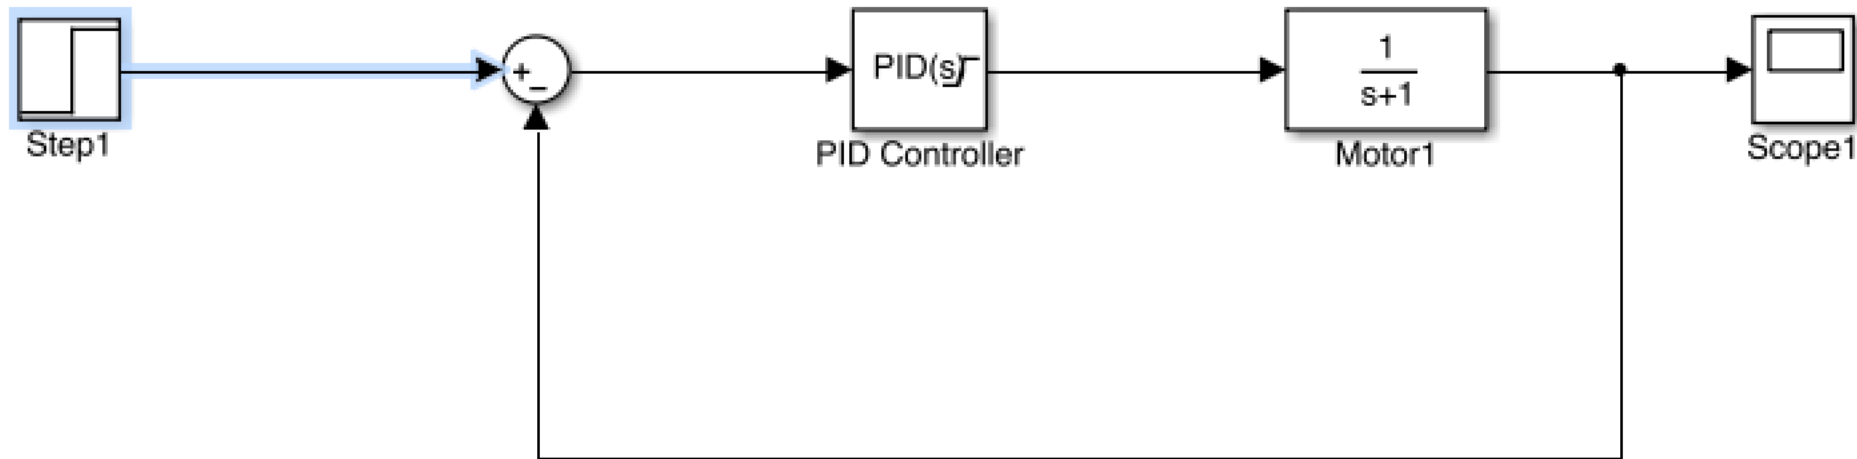 +
−
PID(s)
1
s+1
Step1
PID Controller
Motor1
Scope1